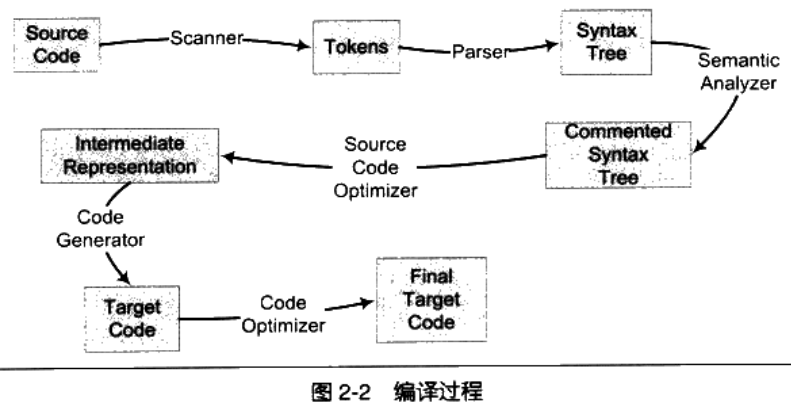 Source
Code
Scanner
Tokens
Parser
Syntax
Tree
Semantic
Analyzer
Commented
Syntax
Tree
Source
Code
Optimizer
Intermediate
Representation
Code
Generator
Target
Code
Code
Optimizer
Final
Target
Code
图 2-2 编译过程